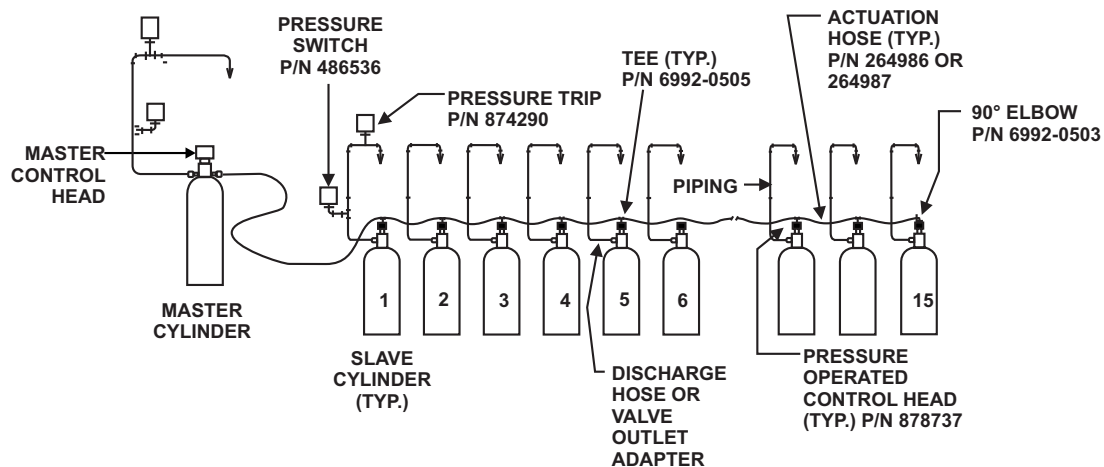 PRESSURE
SWITCH
P/N 486536
PRESSURE TRIP
P/N 874290
TEE (TYP.)
P/N 6992-0505
ACTUATION
HOSE (TYP.)
P/N 264986 OR
264987
90° ELBOW
P/N 6992-0503
MASTER
CONTROL
HEAD
PIPING
MASTER
CYLINDER
1
2
3
4
5
6
15
SLAVE
CYLINDER
(TYP.)
DISCHARGE
HOSE OR
VALVE
OUTLET
ADAPTER
PRESSURE
OPERATED
CONTROL HEAD
(TYP.) P/N 878737